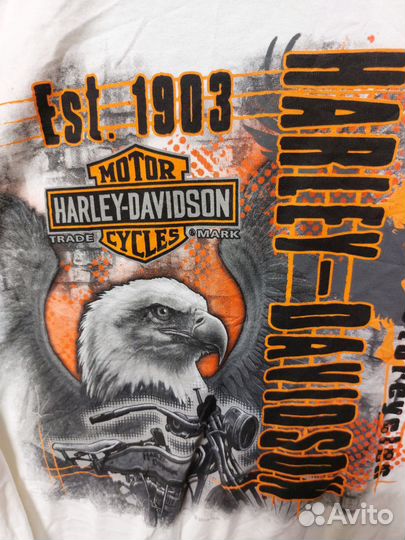 Est. 1903
MOTOR
HARLEY-DAVIDSON
TRADE MARK
CYCLES
HARLEY-DAVIDSON
Avito